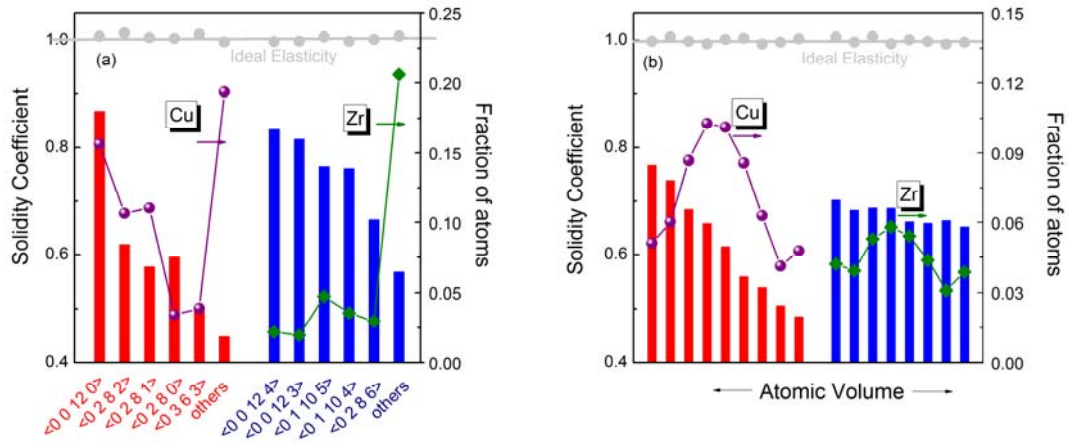 (a)
1.0
0.8
0.6
0.4
Solidity Coefficient
Ideal Elasticity
Cu
Zr
0.25
0.20
0.15
0.10
0.05
0.00
Fraction of atoms
<0 0 12 0>
<0 2 8 2>
<0 2 8 1>
<0 2 8 0>
<0 3 6 3>
others
<0 0 12 4>
<0 0 12 3>
<0 1 10 5>
<0 1 10 4>
<0 2 8 6>
others
(b)
1.0
0.8
0.6
0.4
Solidity Coefficient
Ideal Elasticity
Cu
Zr
0.15
0.12
0.09
0.06
0.03
0.00
Fraction of atoms
Atomic Volume